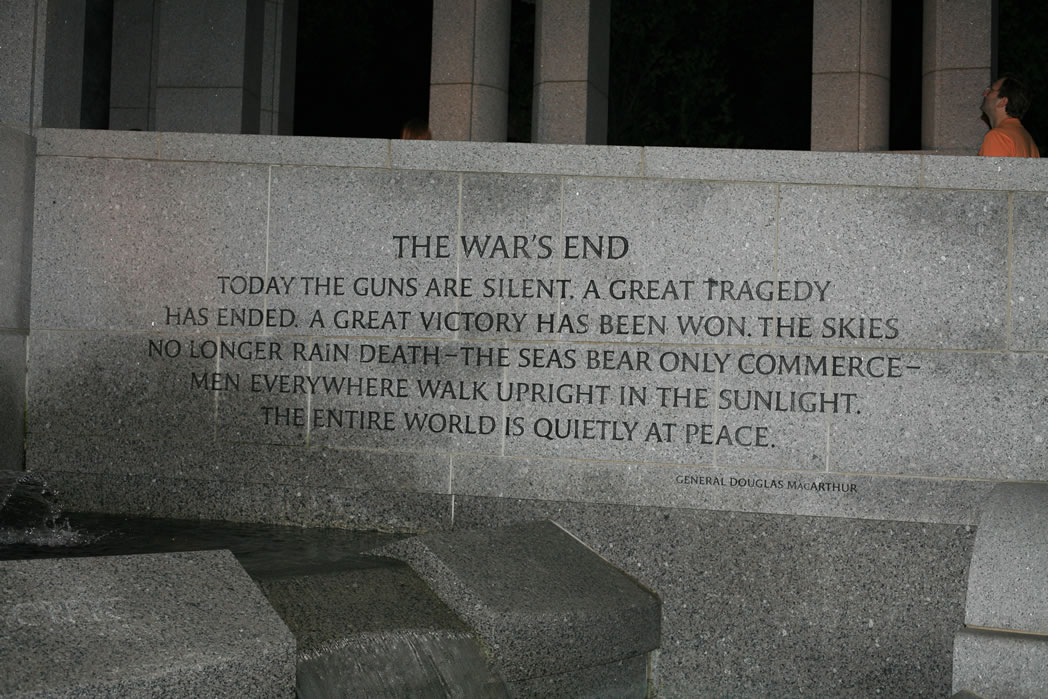 THE WAR'S END
TODAY THE GUNS ARE SILENT. A GREAT TRAGEDY
HAS ENDED. A GREAT VICTORY HAS BEEN WON. THE SKIES
NO LONGER RAIN DEATH–THE SEAS BEAR ONLY COMMERCE–
MEN EVERYWHERE WALK UPRIGHT IN THE SUNLIGHT.
THE ENTIRE WORLD IS QUIETLY AT PEACE.
GENERAL DOUGLAS MACARTHUR